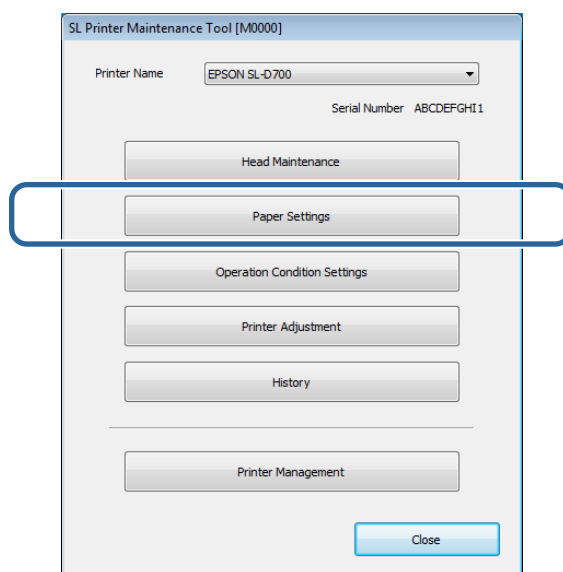 SL Printer Maintenance Tool [M0000]
Printer Name EPSON SL-D700
Serial Number ABCDEFGHI1
Head Maintenance
Paper Settings
Operation Condition Settings
Printer Adjustment
History
Printer Management
Close